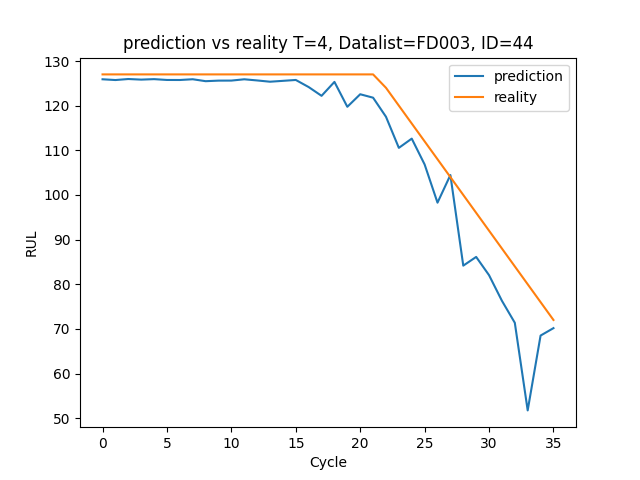 prediction vs reality T=4, Datalist=FD003, ID=44
prediction
reality
130
120
110
100
90
80
70
60
50
RUL
0 5 10 15 20 25 30 35
Cycle